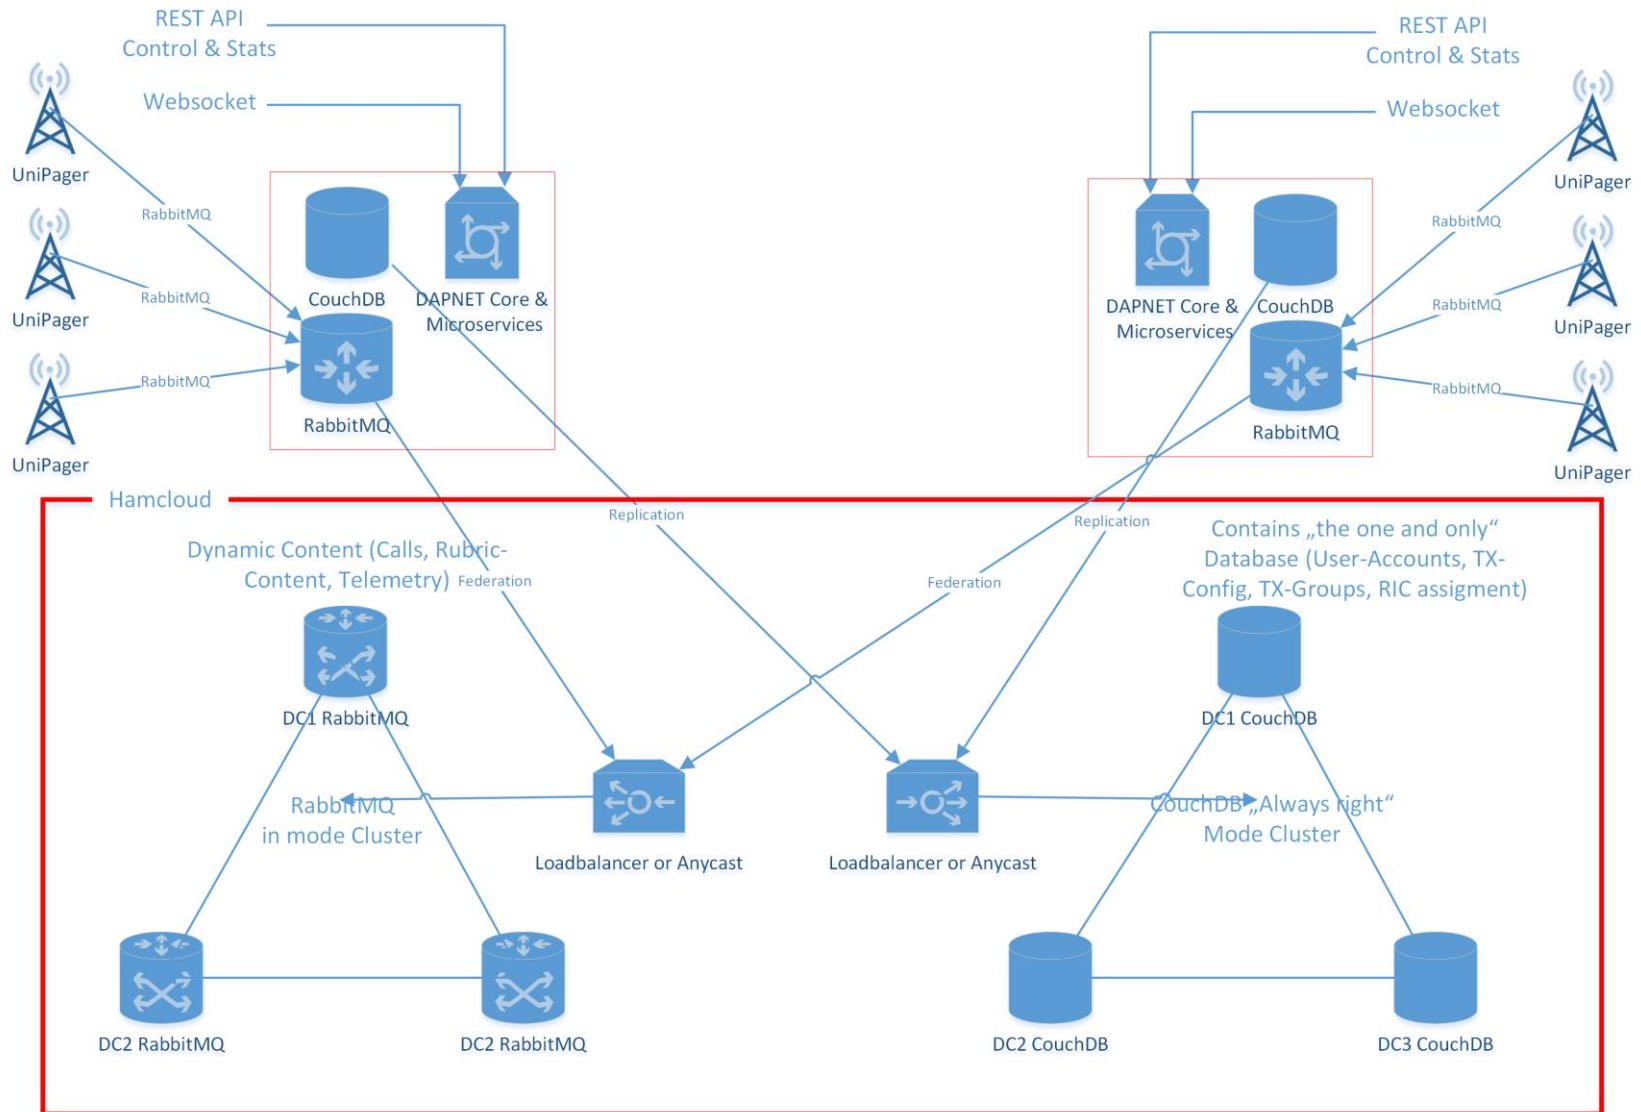 REST API
Control & Stats
Websocket
UniPager
UniPager
UniPager
RabbitMQ
RabbitMQ
RabbitMQ
CouchDB
DAPNET Core &
Microservices
RabbitMQ
REST API
Control & Stats
Websocket
UniPager
UniPager
UniPager
RabbitMQ
RabbitMQ
RabbitMQ
DAPNET Core &
Microservices
CouchDB
RabbitMQ
Hamcloud
Replication
Replication
Federation
Federation
Dynamic Content (Calls, Rubric-
Content, Telemetry)
Contains „the one and only“
Database (User-Accounts, TX-
Config, TX-Groups, RIC assigment)
DC1 RabbitMQ
RabbitMQ
in mode Cluster
DC2 RabbitMQ
DC2 RabbitMQ
Loadbalancer or Anycast
Loadbalancer or Anycast
DC1 CouchDB
CouchDB „Always right“
Mode Cluster
DC2 CouchDB
DC3 CouchDB